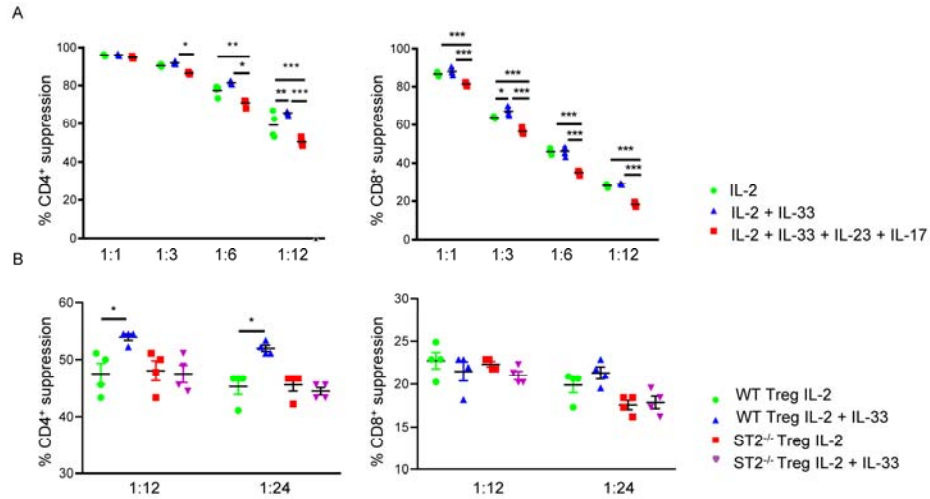 A
% CD4⁺ suppression
100
80
60
40
20
0
1:1 1:3 1:6 1:12
* ** * *** ** ***
% CD8⁺ suppression
100
80
60
40
20
0
1:1 1:3 1:6 1:12
*** *** *** * *** *** *** *** ***
IL-2
IL-2 + IL-33
IL-2 + IL-33 + IL-23 + IL-17
B
% CD4⁺ suppression
60
50
40
30
1:12 1:24
* *
% CD8⁺ suppression
30
25
20
15
10
1:12 1:24
WT Treg IL-2
WT Treg IL-2 + IL-33
ST2⁻/⁻ Treg IL-2
ST2⁻/⁻ Treg IL-2 + IL-33